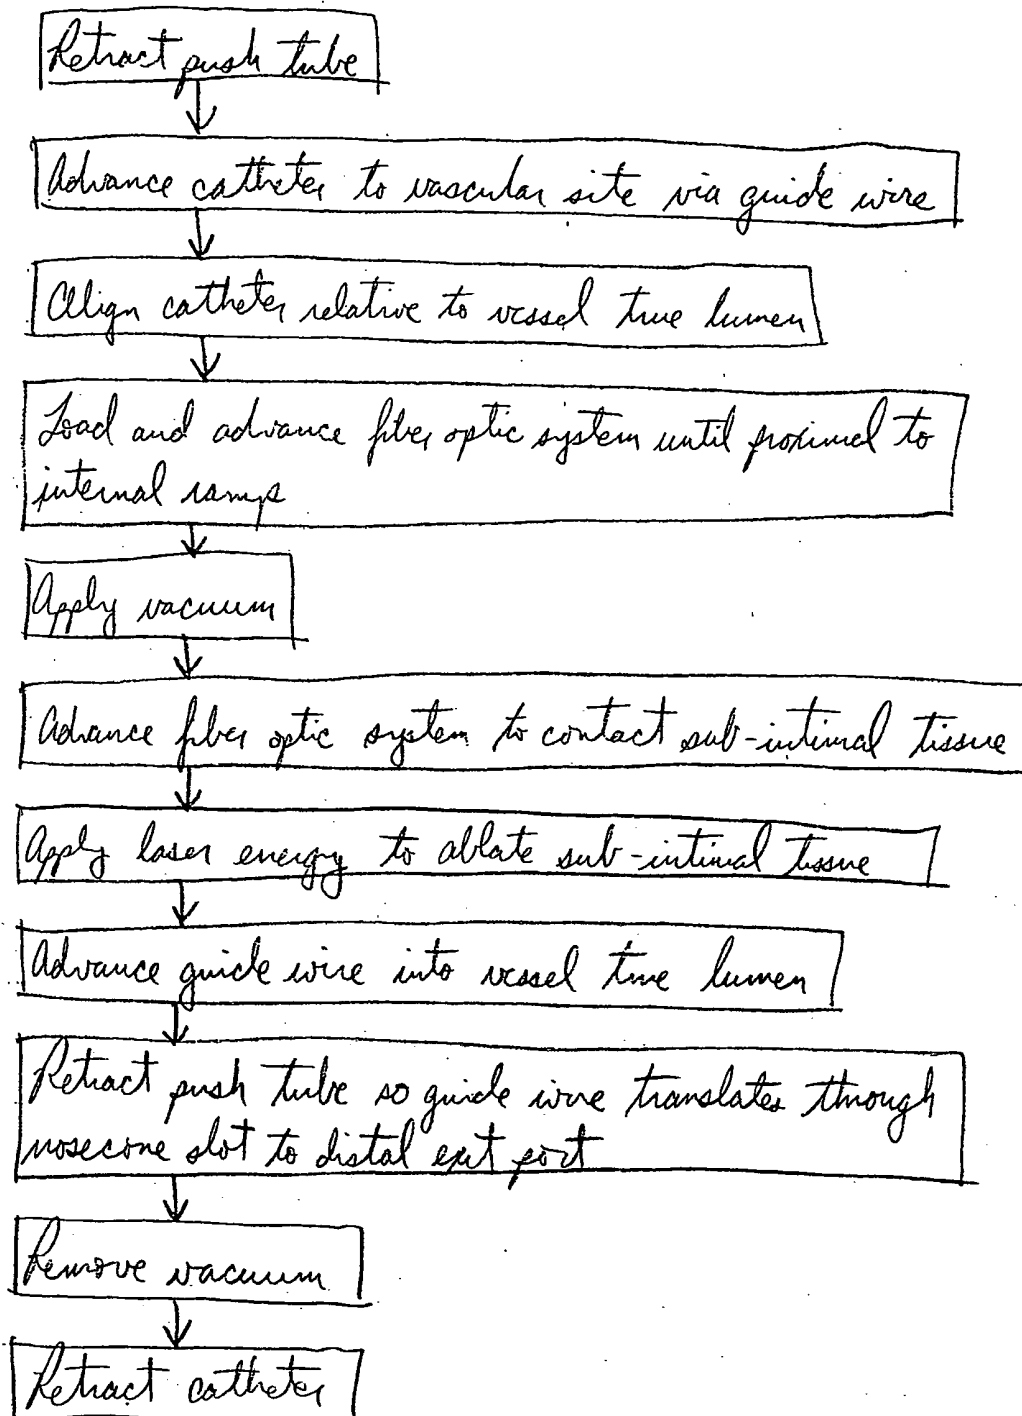 Retract push tube
Advance catheter to vascular site via guide wire
Align catheter relative to vessel true lumen
Load and advance fiber optic system until proximal to
internal ramp
Apply vacuum
Advance fiber optic system to contact sub-intimal tissue
Apply laser energy to ablate sub-intimal tissue
Advance guide wire into vessel true lumen
Retract push tube so guide wire translates through
nosecone slot to distal exit port
Remove vacuum
Retract catheter